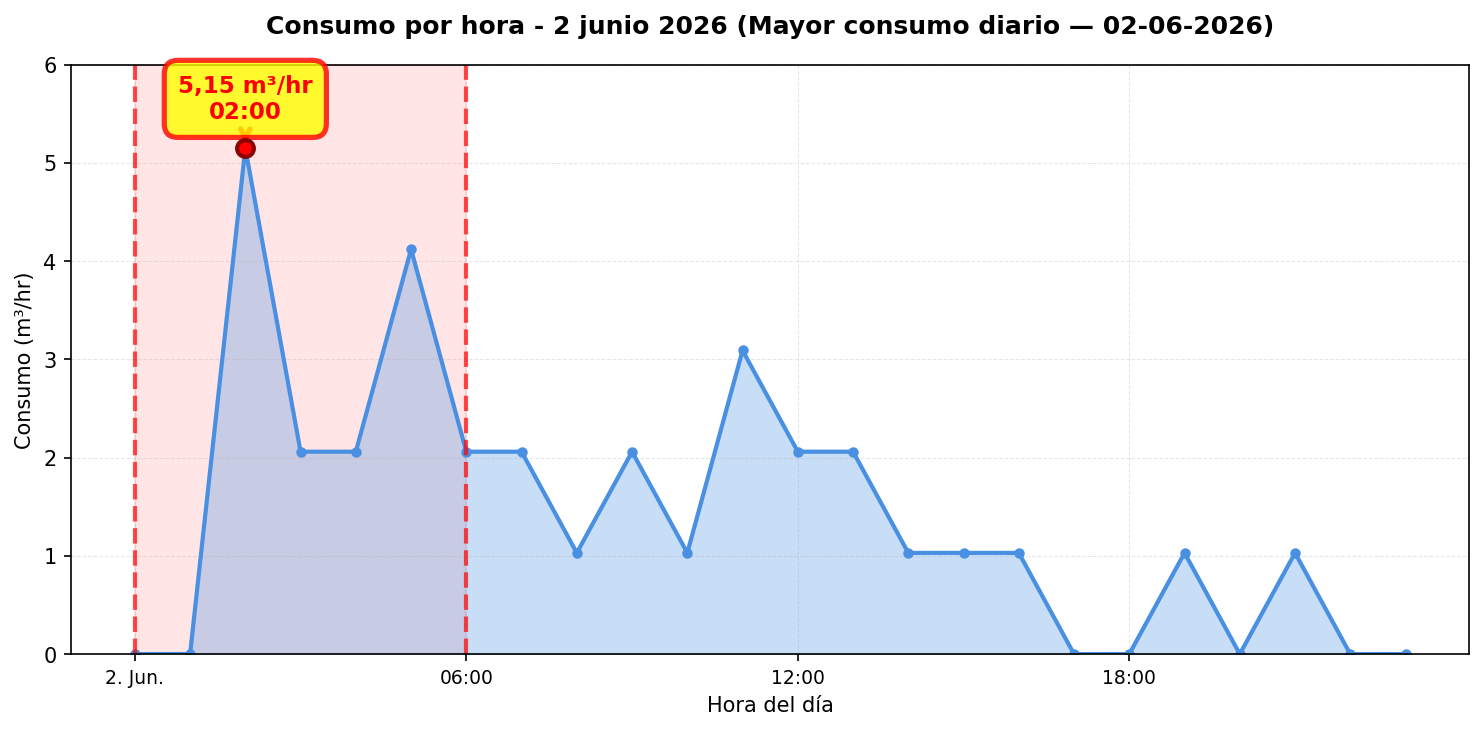 Consumo por hora - 2 junio 2026 (Mayor consumo diario — 02-06-2026)
5,15 m³/hr
02:00
6
5
4
3
2
1
0
Consumo (m³/hr)
2. Jun.
06:00
12:00
18:00
Hora del día